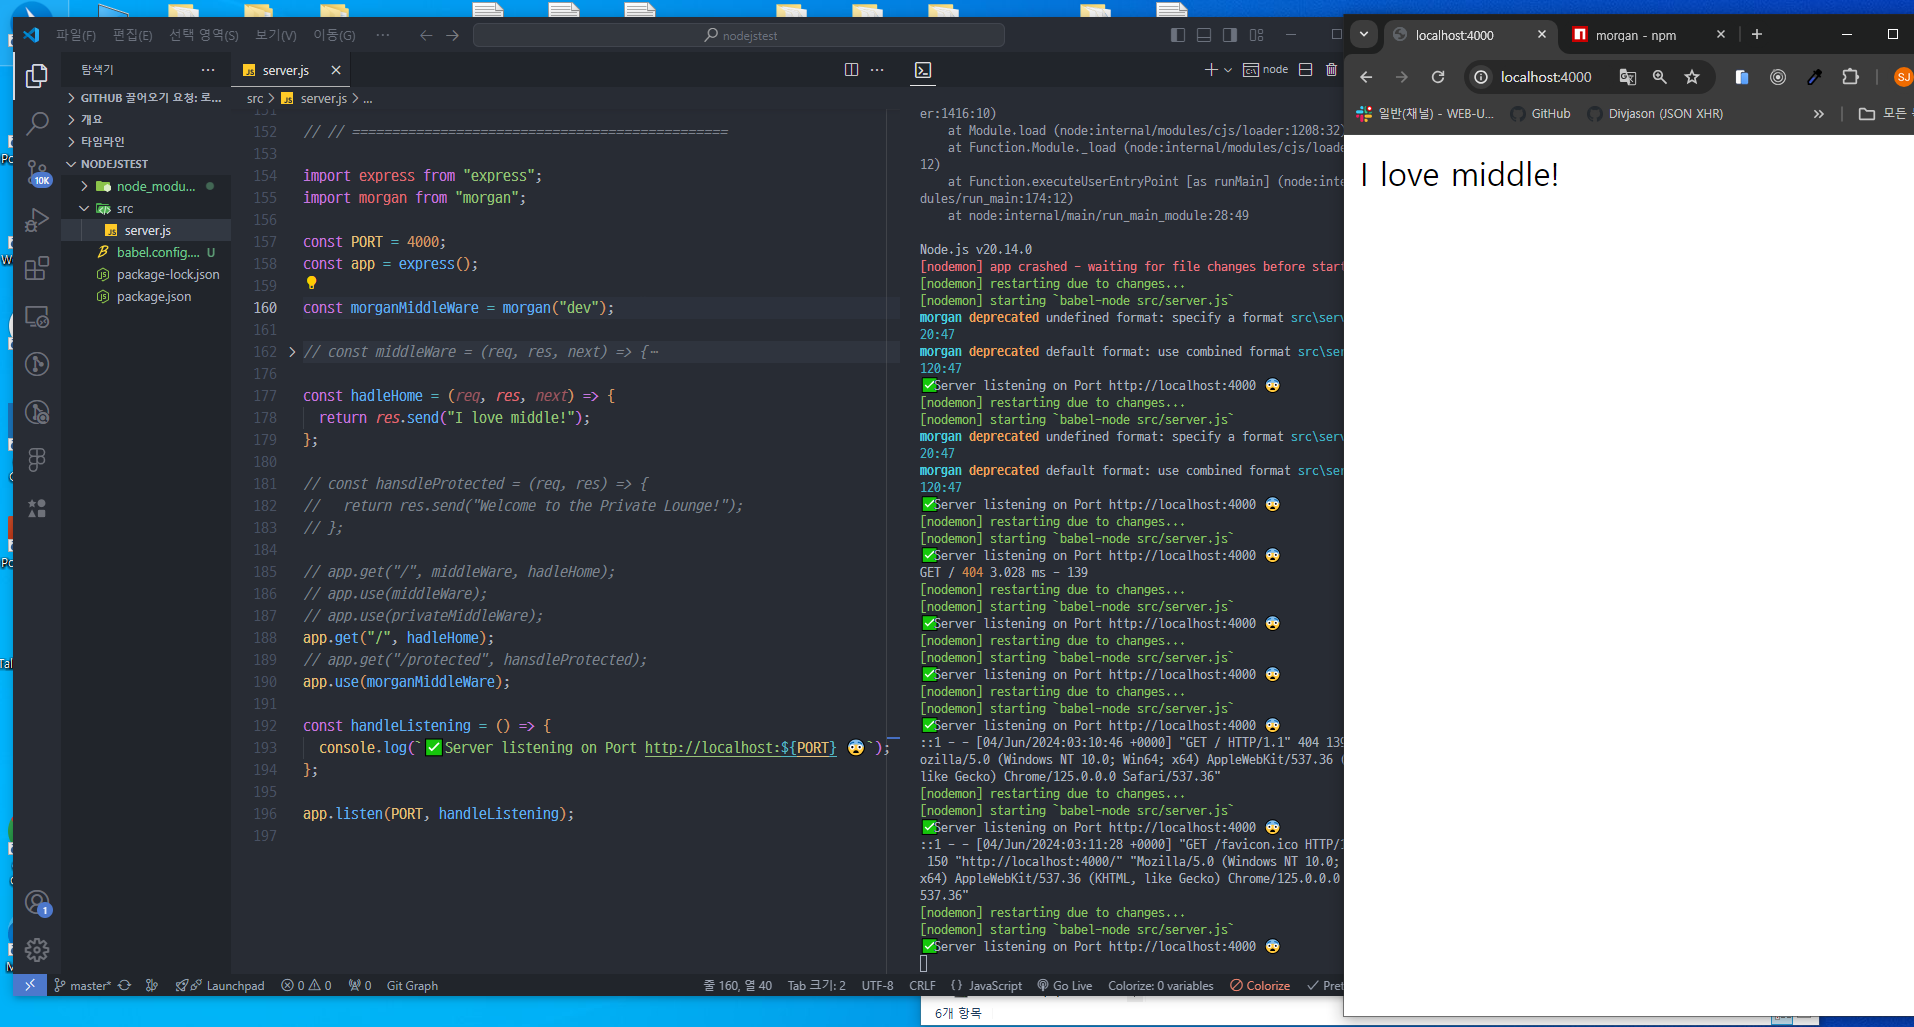 파일(F) 편집(E) 선택 영역(S) 보기(V) 이동(G) ··· nodejstest
탐색기 ···
GITHUB 끌어오기 요청: 로...
개요
타임라인
NODEJSTEST
node_modu...
src
server.js
babel.config.... U
package-lock.json
package.json
10K
1
server.js
src > server.js > ...
151
152 // // ===============================================
153
154 import express from "express";
155 import morgan from "morgan";
156
157 const PORT = 4000;
158 const app = express();
159
160 const morganMiddleWare = morgan("dev");
161
162 // const middleWare = (req, res, next) => {···
176
177 const hadleHome = (req, res, next) => {
178 return res.send("I love middle!");
179 };
180
181 // const hansdleProtected = (req, res) => {
182 //   return res.send("Welcome to the Private Lounge!");
183 // };
184
185 // app.get("/", middleWare, hadleHome);
186 // app.use(middleWare);
187 // app.use(privateMiddleWare);
188 app.get("/", hadleHome);
189 // app.get("/protected", hansdleProtected);
190 app.use(morganMiddleWare);
191
192 const handleListening = () => {
193 console.log(`✅Server listening on Port http://localhost:${PORT} 😨`);
194 };
195
196 app.listen(PORT, handleListening);
197
node
er:1416:10)
at Module.load (node:internal/modules/cjs/loader:1208:32)
at Function.Module._load (node:internal/modules/cjs/loade
12)
at Function.executeUserEntryPoint [as runMain] (node:inte
dules/run_main:174:12)
at node:internal/main/run_main_module:28:49
Node.js v20.14.0
[nodemon] app crashed - waiting for file changes before start
[nodemon] restarting due to changes...
[nodemon] starting `babel-node src/server.js`
morgan deprecated undefined format: specify a format src\serv
20:47
morgan deprecated default format: use combined format src\ser
120:47
✅Server listening on Port http://localhost:4000 😨
[nodemon] restarting due to changes...
[nodemon] starting `babel-node src/server.js`
morgan deprecated undefined format: specify a format src\serv
20:47
morgan deprecated default format: use combined format src\ser
120:47
✅Server listening on Port http://localhost:4000 😨
[nodemon] restarting due to changes...
[nodemon] starting `babel-node src/server.js`
✅Server listening on Port http://localhost:4000 😨
GET / 404 3.028 ms - 139
[nodemon] restarting due to changes...
[nodemon] starting `babel-node src/server.js`
✅Server listening on Port http://localhost:4000 😨
[nodemon] restarting due to changes...
[nodemon] starting `babel-node src/server.js`
✅Server listening on Port http://localhost:4000 😨
[nodemon] restarting due to changes...
[nodemon] starting `babel-node src/server.js`
✅Server listening on Port http://localhost:4000 😨
::1 - - [04/Jun/2024:03:10:46 +0000] "GET / HTTP/1.1" 404 139
ozilla/5.0 (Windows NT 10.0; Win64; x64) AppleWebKit/537.36 (
like Gecko) Chrome/125.0.0.0 Safari/537.36"
[nodemon] restarting due to changes...
[nodemon] starting `babel-node src/server.js`
✅Server listening on Port http://localhost:4000 😨
::1 - - [04/Jun/2024:03:11:28 +0000] "GET /favicon.ico HTTP/1
150 "http://localhost:4000/" "Mozilla/5.0 (Windows NT 10.0;
x64) AppleWebKit/537.36 (KHTML, like Gecko) Chrome/125.0.0.0
537.36"
[nodemon] restarting due to changes...
[nodemon] starting `babel-node src/server.js`
✅Server listening on Port http://localhost:4000 😨
master* Launchpad 0 0 0 Git Graph 줄 160, 열 40 Tab 크기: 2 UTF-8 CRLF {} JavaScript Go Live Colorize: 0 variables Colorize Pret
6개 항목
localhost:4000
morgan - npm
localhost:4000
SJ
일반(채널) - WEB-U... GitHub Divjason (JSON XHR) » 모든
I love middle!